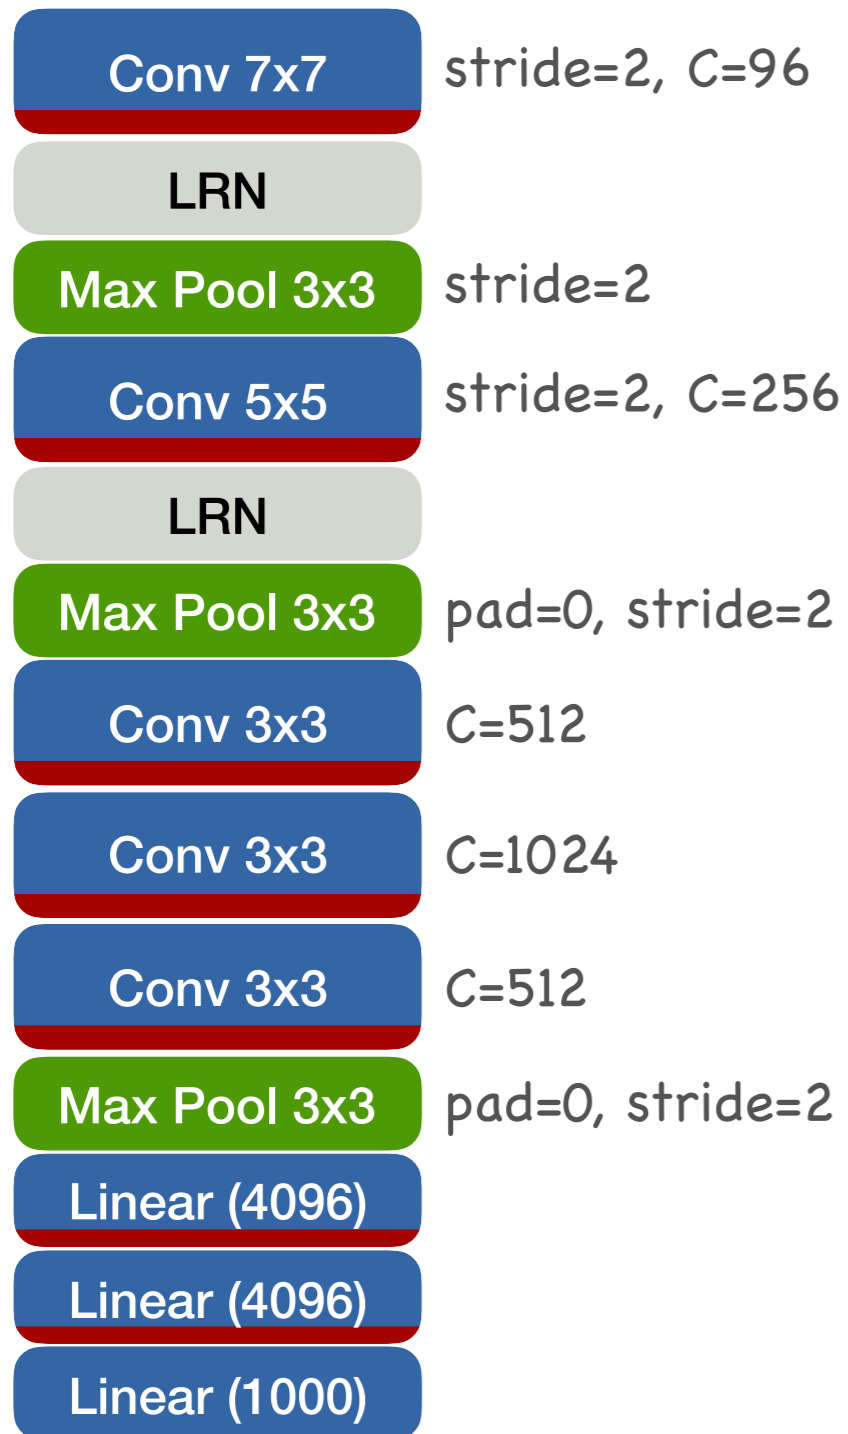 Conv 7x7 stride=2, C=96
LRN
Max Pool 3x3 stride=2
Conv 5x5 stride=2, C=256
LRN
Max Pool 3x3 pad=0, stride=2
Conv 3x3 C=512
Conv 3x3 C=1024
Conv 3x3 C=512
Max Pool 3x3 pad=0, stride=2
Linear (4096)
Linear (4096)
Linear (1000)